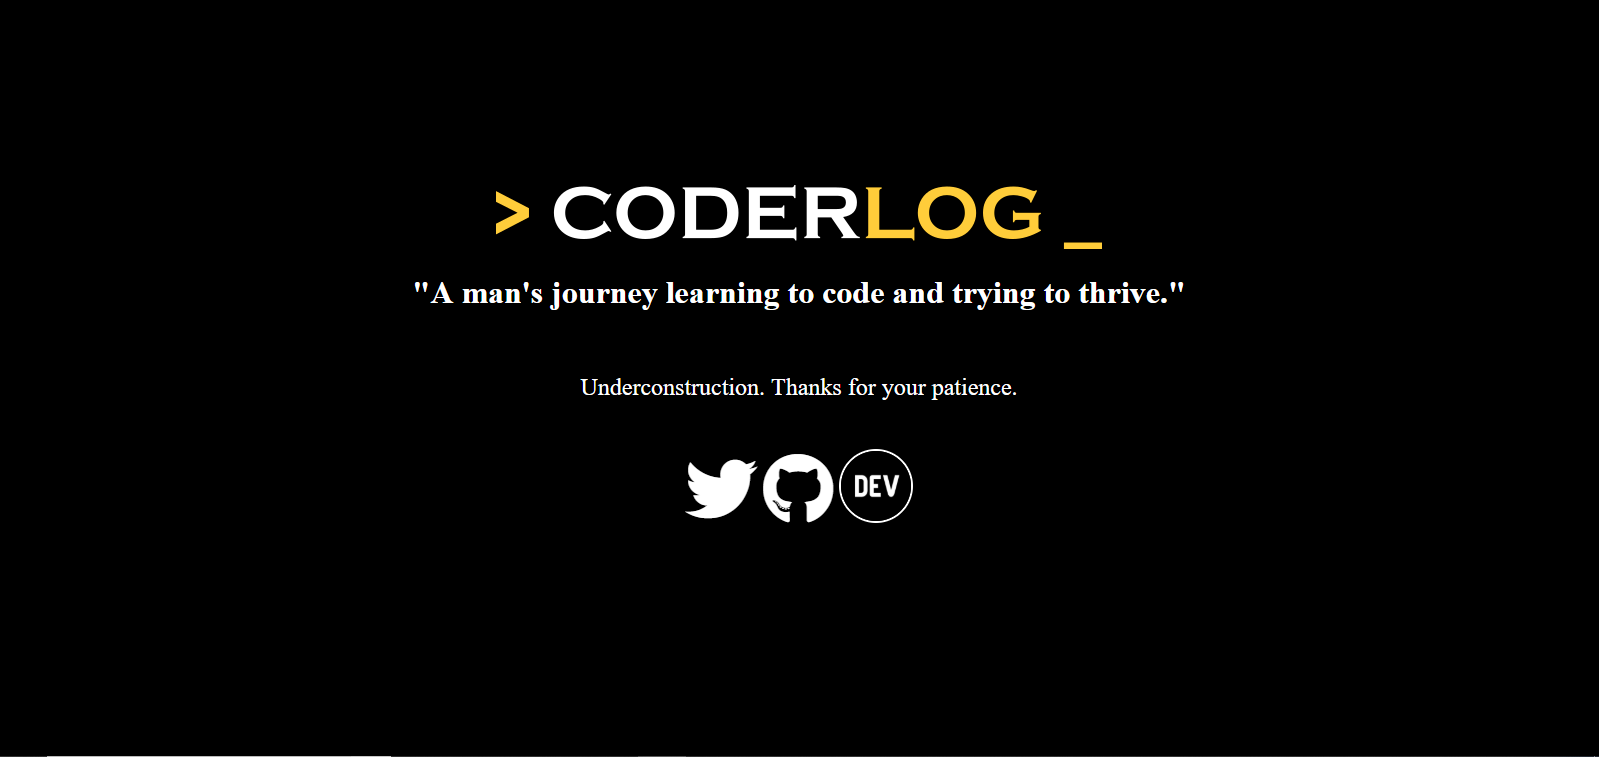 > CODERLOG _
"A man's journey learning to code and trying to thrive."
Underconstruction. Thanks for your patience.
DEV